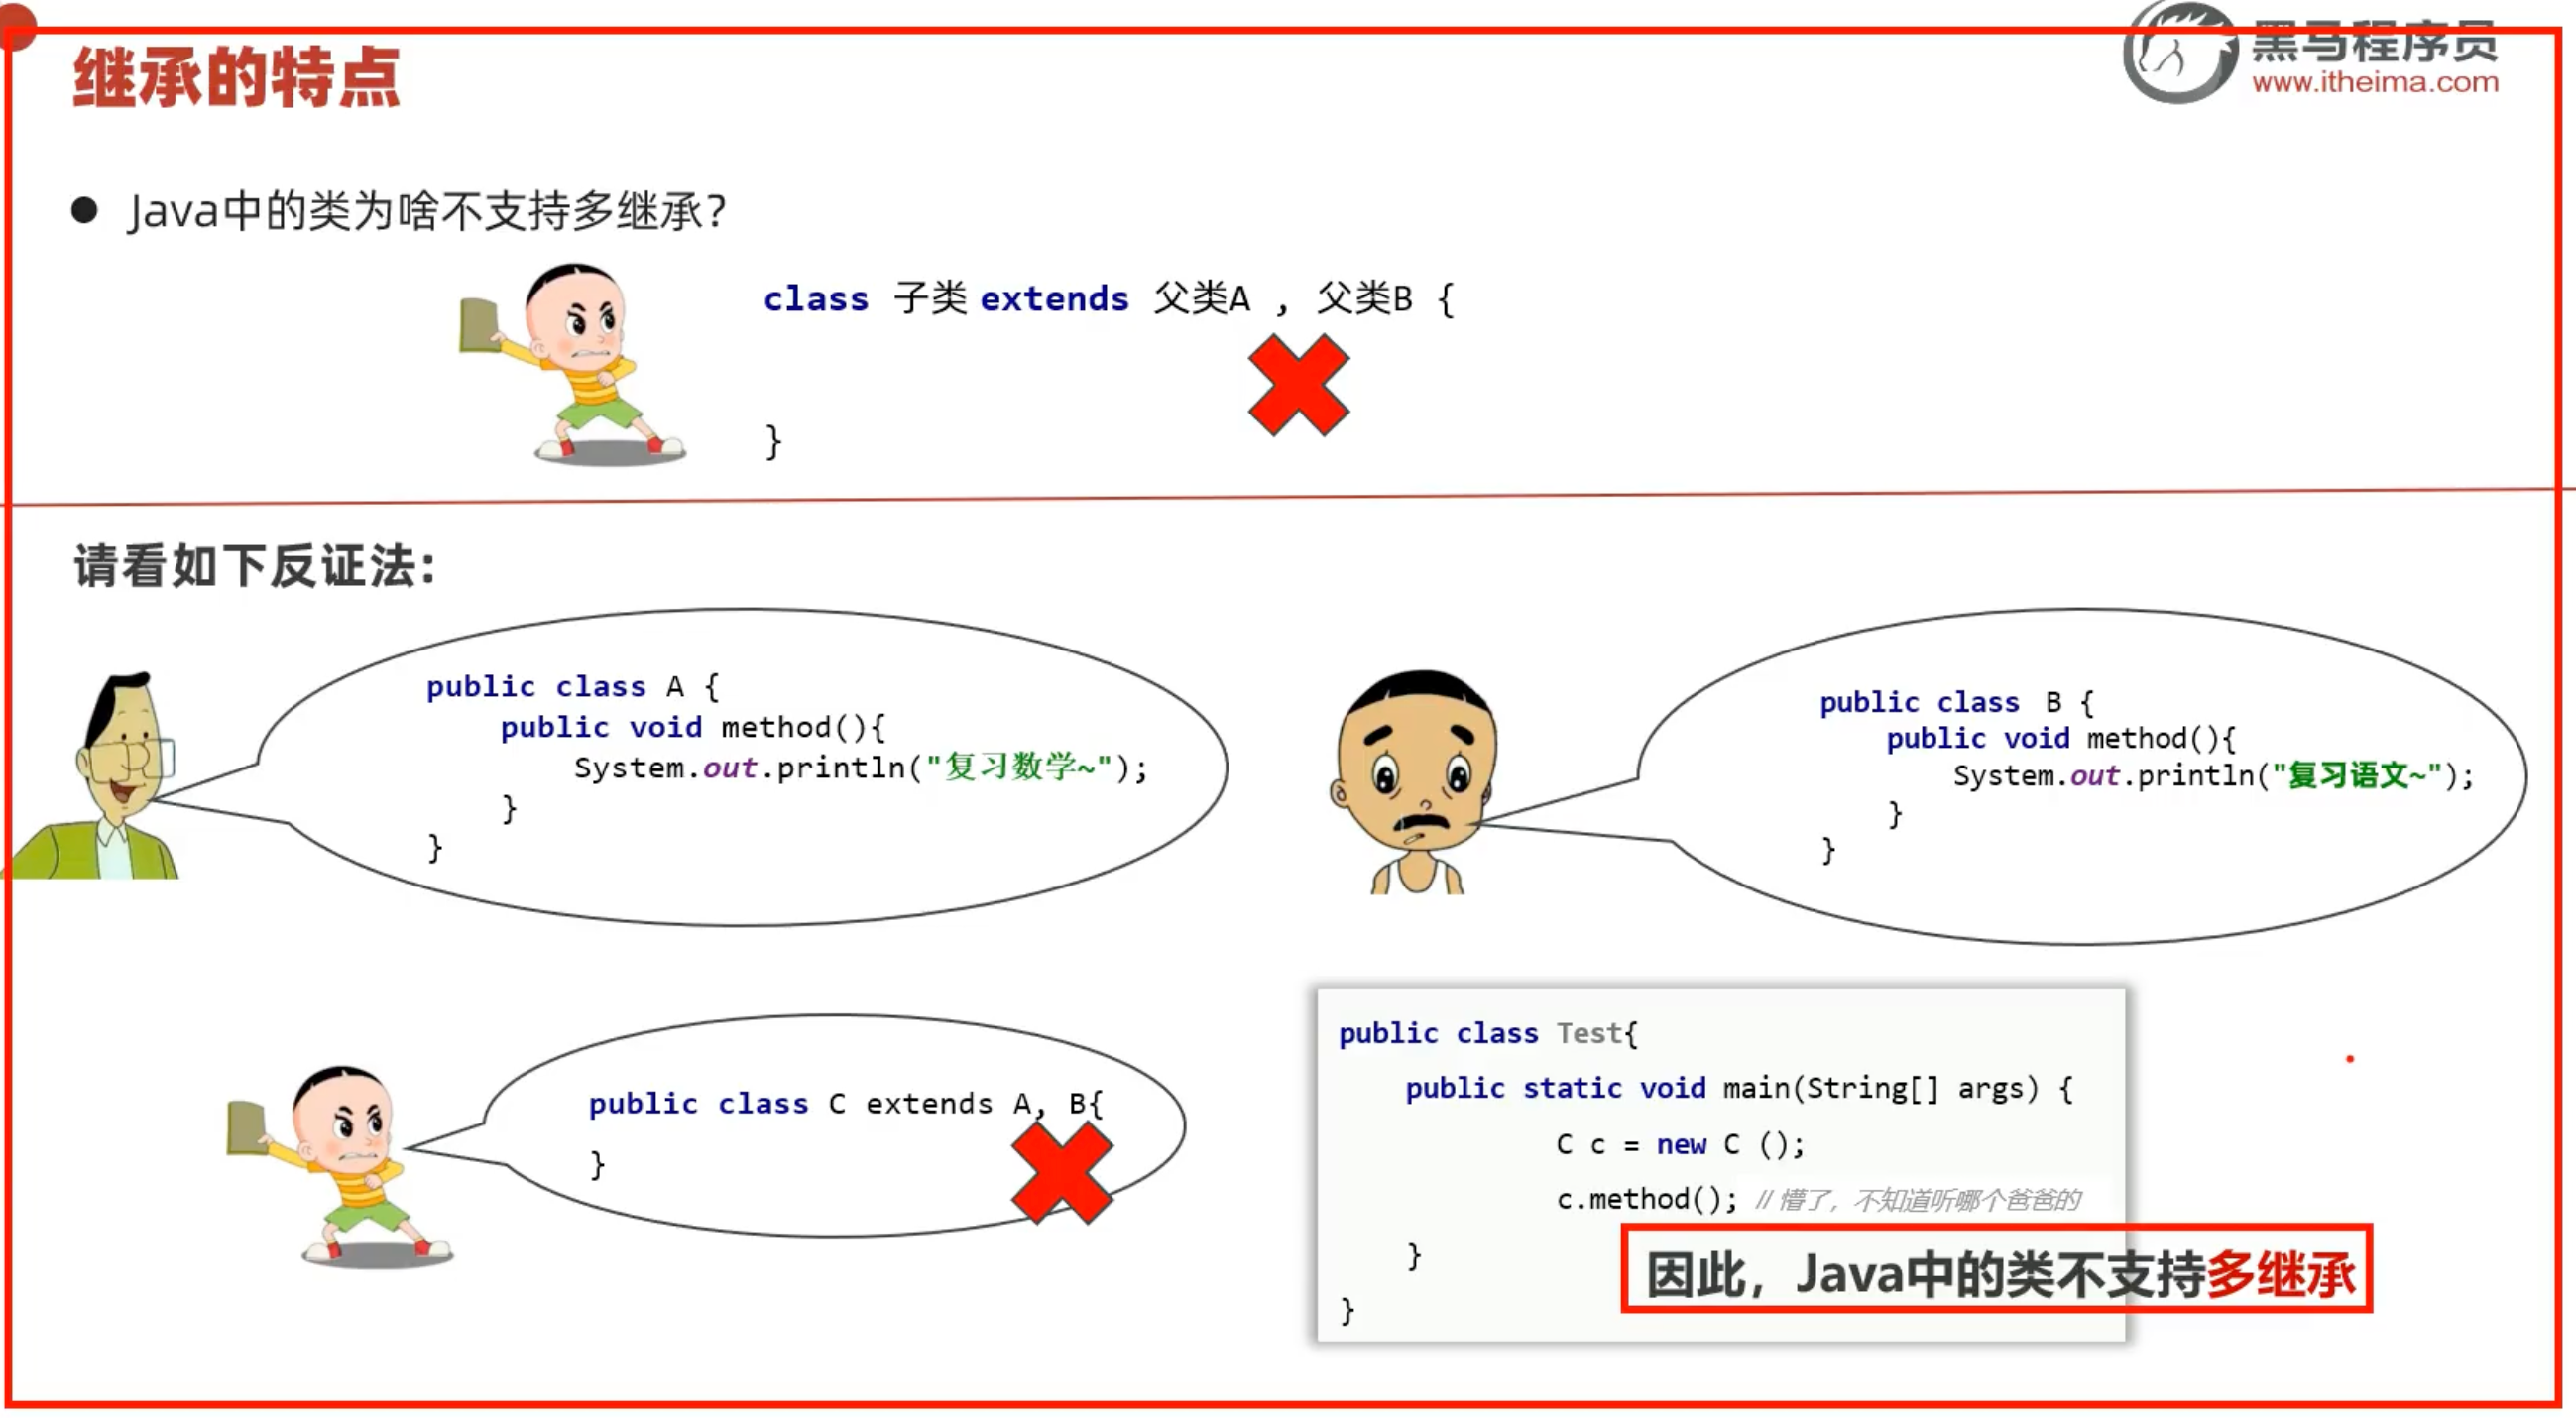 继承的特点
黑马程序员
www.itheima.com
● Java中的类为啥不支持多继承？
class 子类 extends 父类A , 父类B {
}
请看如下反证法：
public class A {
public void method(){
System.out.println("复习数学~");
}
}
public class B {
public void method(){
System.out.println("复习语文~");
}
}
public class C extends A, B{
}
public class Test{
public static void main(String[] args) {
C c = new C ();
c.method(); // 懵了，不知道听哪个爸爸的
}
}
因此，Java中的类不支持多继承